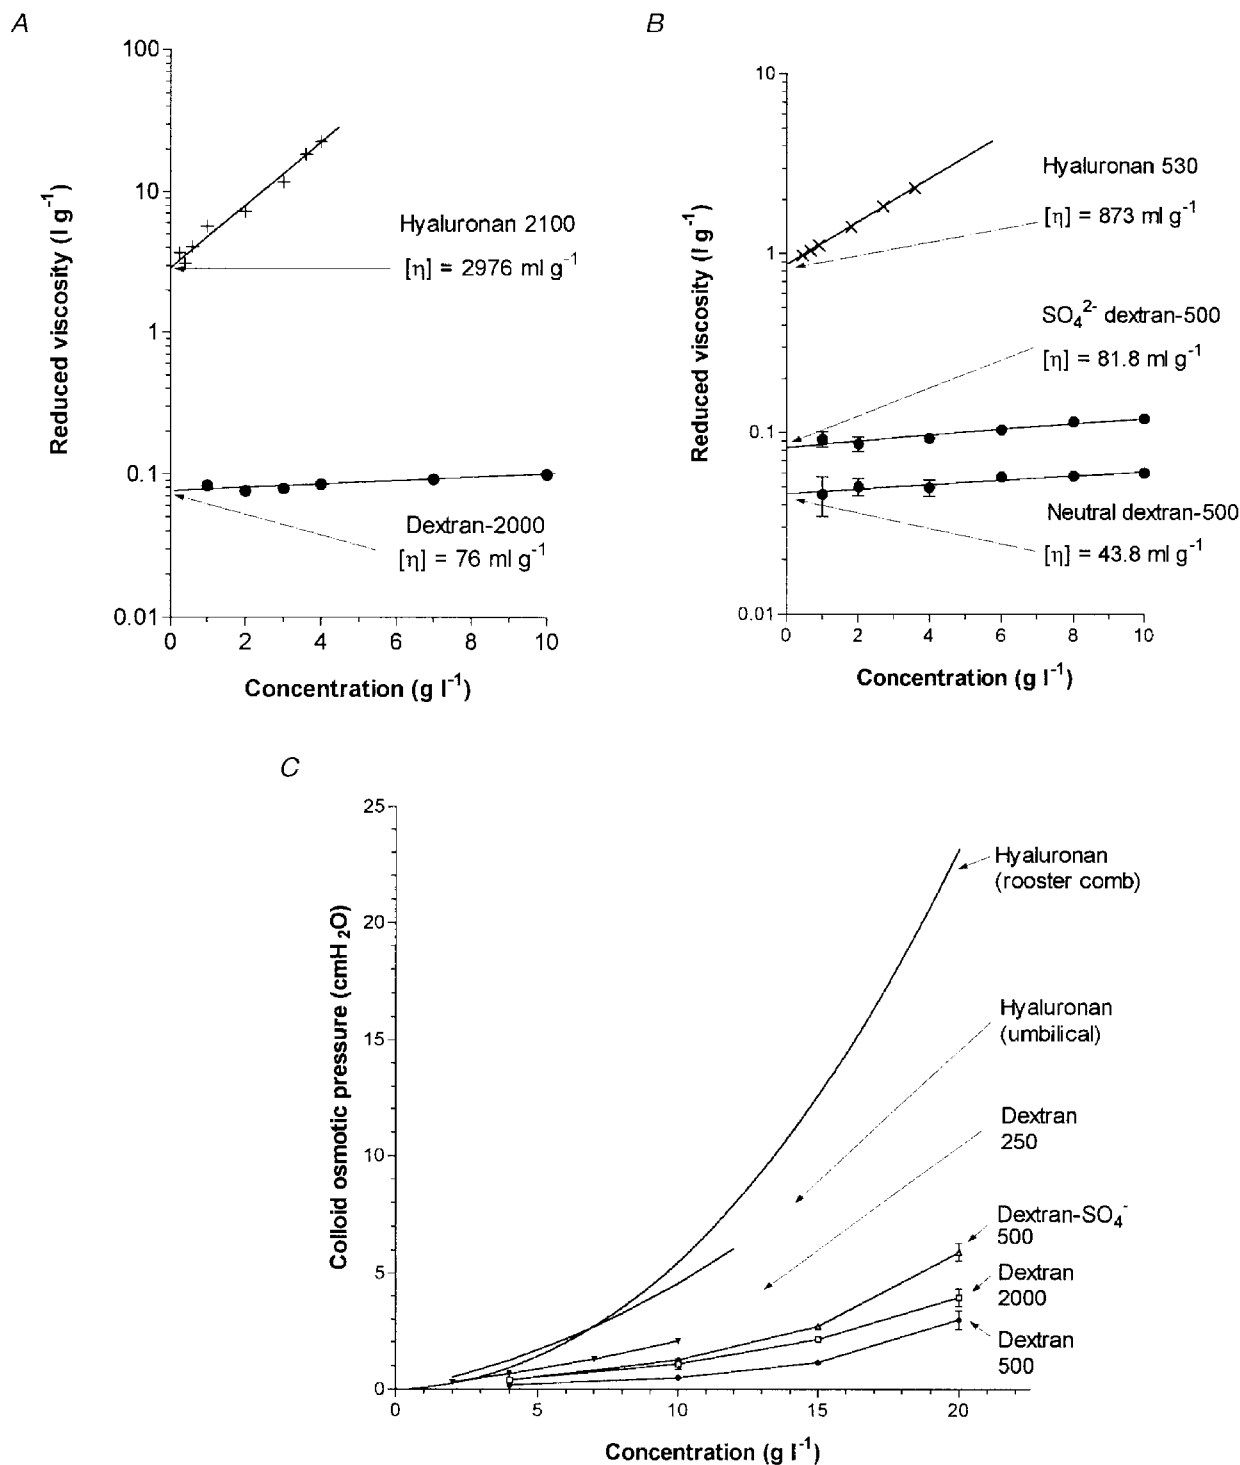 A
100
10
1
0.1
0.01
Reduced viscosity (l g⁻¹)
Hyaluronan 2100
[η] = 2976 ml g⁻¹
Dextran-2000
[η] = 76 ml g⁻¹
0 2 4 6 8 10
Concentration (g l⁻¹)
B
10
1
0.1
0.01
Reduced viscosity (l g⁻¹)
Hyaluronan 530
[η] = 873 ml g⁻¹
SO₄²⁻ dextran-500
[η] = 81.8 ml g⁻¹
Neutral dextran-500
[η] = 43.8 ml g⁻¹
0 2 4 6 8 10
Concentration (g l⁻¹)
C
25
20
15
10
5
0
Colloid osmotic pressure (cmH₂O)
Hyaluronan
(rooster comb)
Hyaluronan
(umbilical)
Dextran
250
Dextran-SO₄⁻
500
Dextran
2000
Dextran
500
0 5 10 15 20
Concentration (g l⁻¹)